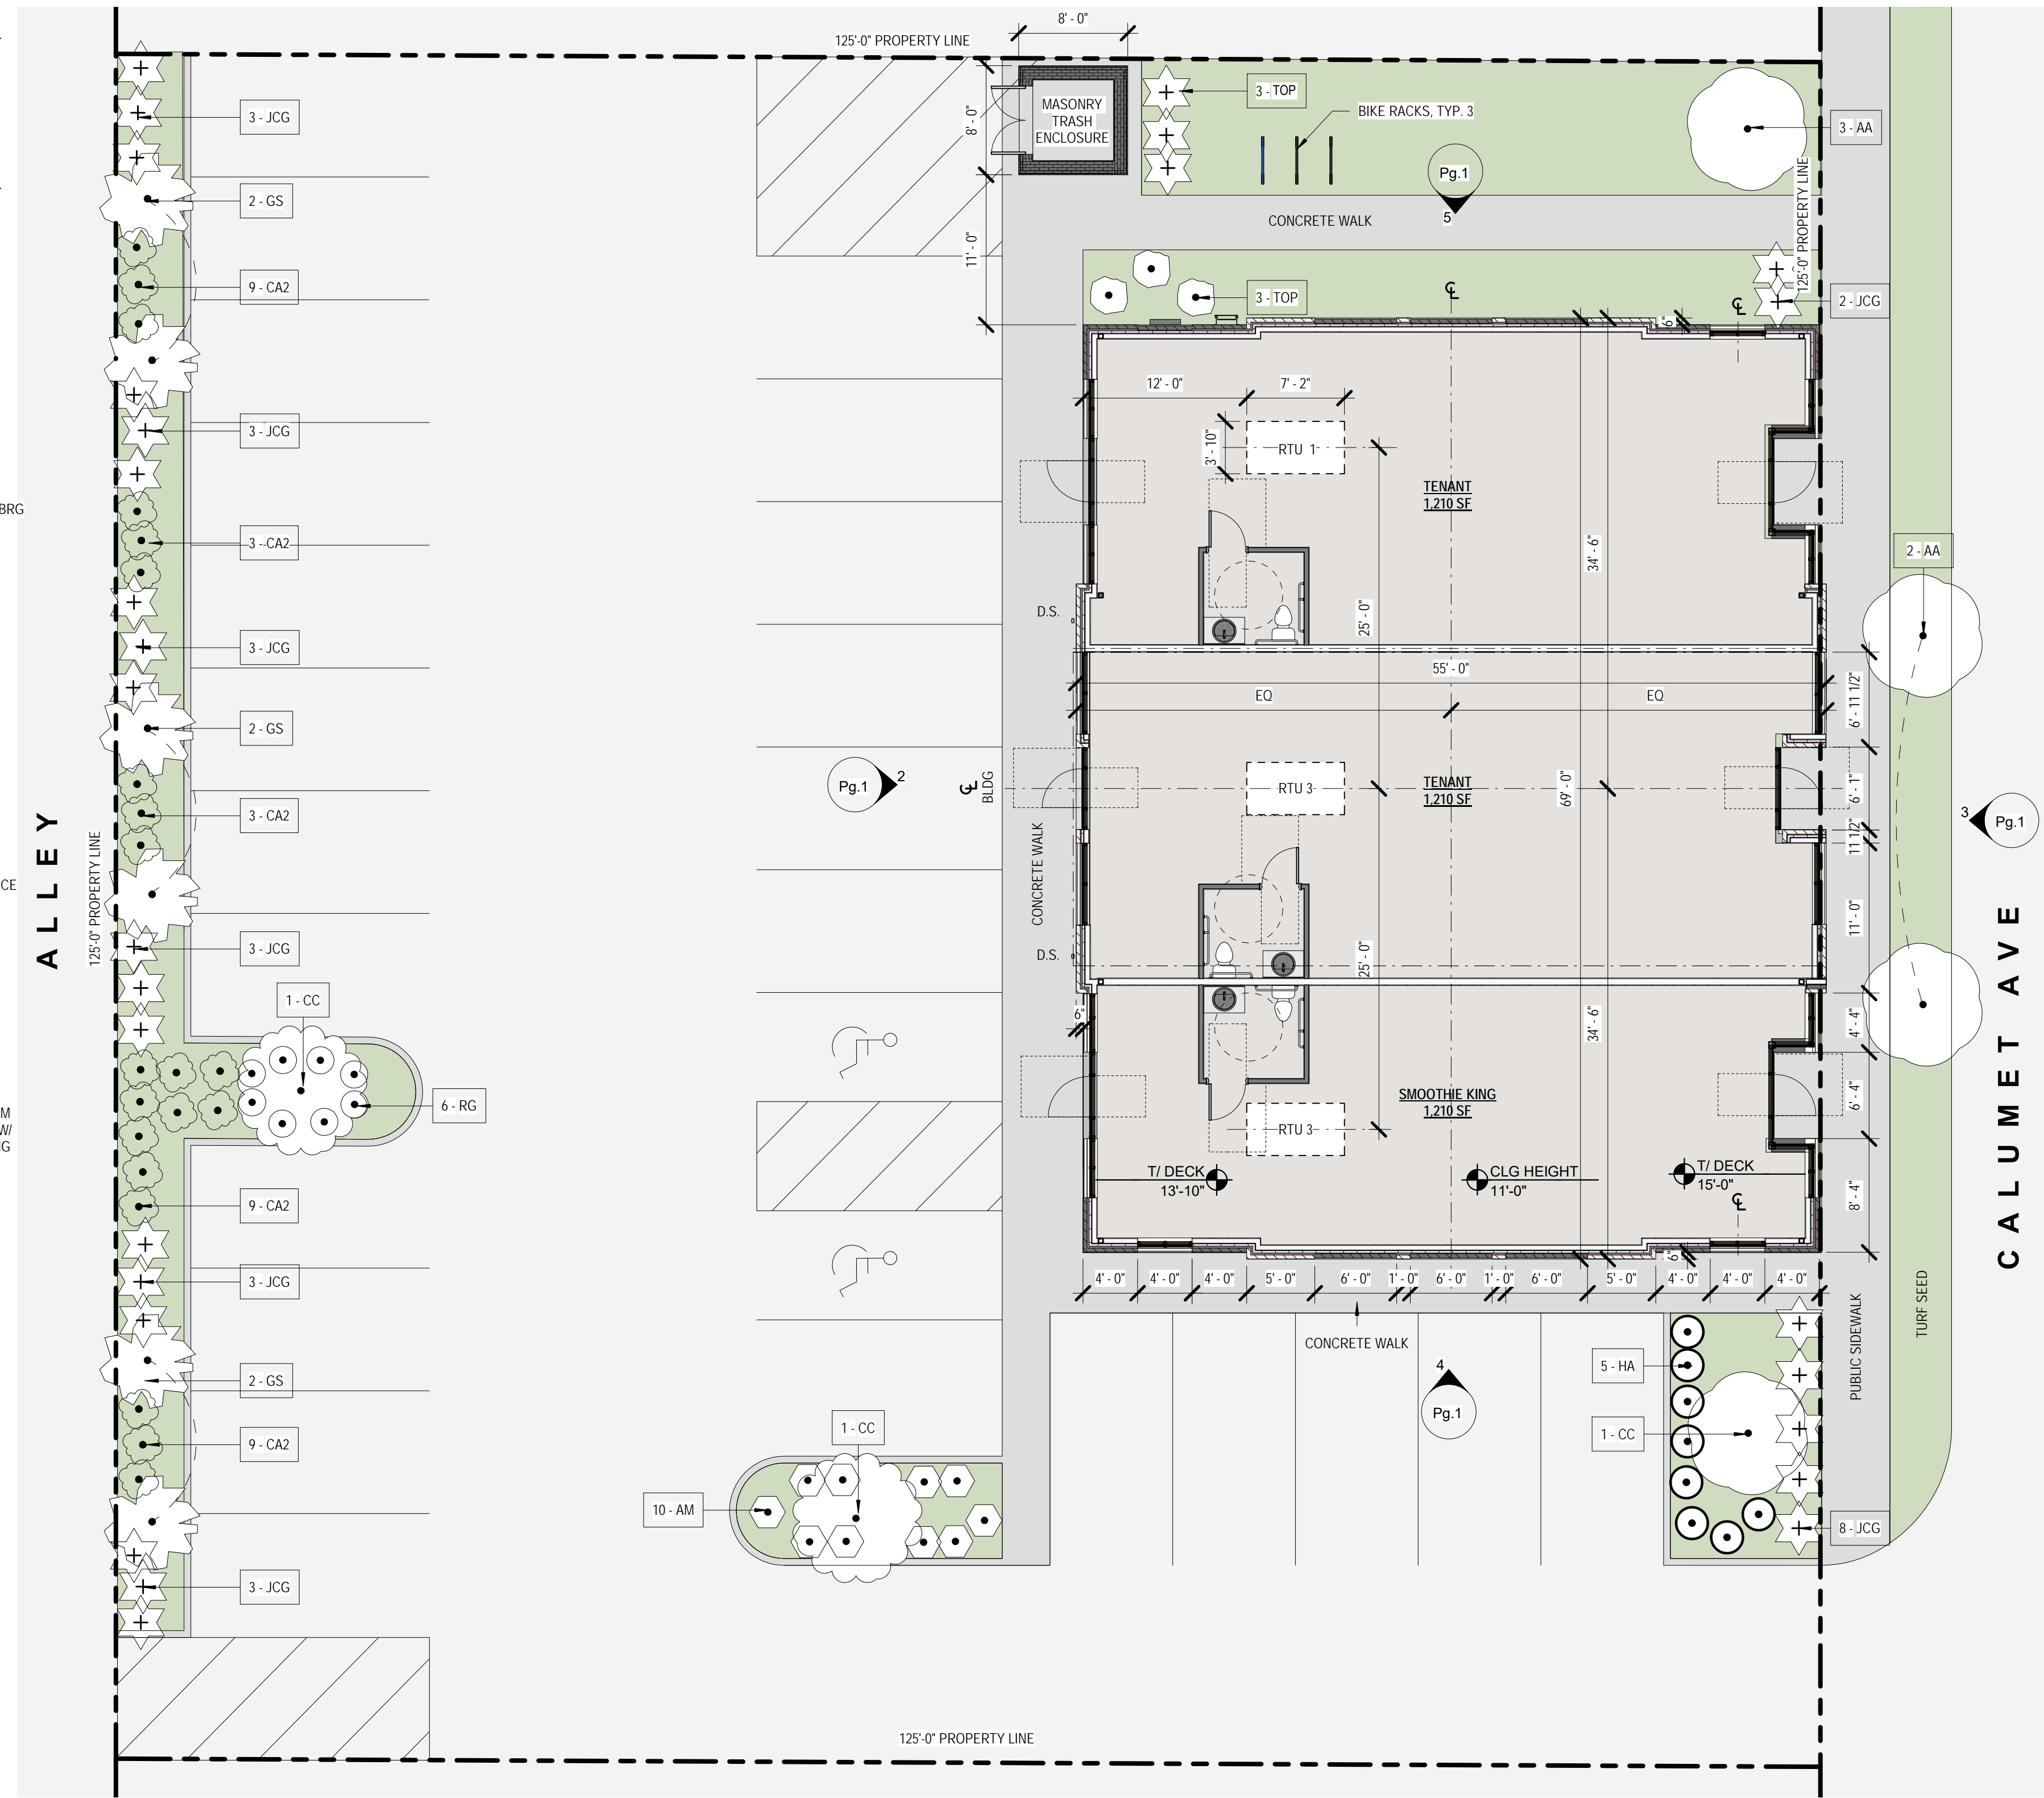 8' - 0"
125'-0" PROPERTY LINE
3 - JCG
8' - 0"
MASONRY
TRASH
ENCLOSURE
3 - TOP
BIKE RACKS, TYP. 3
3 - AA
Pg.1
5
2 - GS
CONCRETE WALK
125'-0" PROPERTY LINE
11' - 0"
9 - CA2
3 - TOP
2 - JCG
6"
12' - 0"
7' - 2"
3 - JCG
3' - 10"
RTU 1
TENANT
1,210 SF
BRG
3 - CA2
34' - 6"
2 - AA
D.S.
25' - 0"
3 - JCG
55' - 0"
EQ
EQ
6' - 11 1/2"
2 - GS
Pg.1
2
BLDG
RTU 3
TENANT
1,210 SF
69' - 0"
6' - 1"
3
Pg.1
3 - CA2
11 1/2"
ALLEY
125'-0" PROPERTY LINE
CONCRETE WALK
CE
11' - 0"
3 - JCG
D.S.
25' - 0"
1 - CC
6"
34' - 6"
4' - 4"
CALUMET AVE
6 - RG
SMOOTHIE KING
1,210 SF
6' - 4"
M
W/
IG
RTU 3
T/ DECK
13'-10"
CLG HEIGHT
11'-0"
T/ DECK
15'-0"
8' - 4"
9 - CA2
6"
3 - JCG
4' - 0"
4' - 0"
4' - 0"
5' - 0"
6' - 0"
1' - 0"
6' - 0"
1' - 0"
6' - 0"
5' - 0"
4' - 0"
4' - 0"
4' - 0"
TURF SEED
PUBLIC SIDEWALK
CONCRETE WALK
2 - GS
4
Pg.1
5 - HA
1 - CC
9 - CA2
1 - CC
10 - AM
8 - JCG
3 - JCG
125'-0" PROPERTY LINE